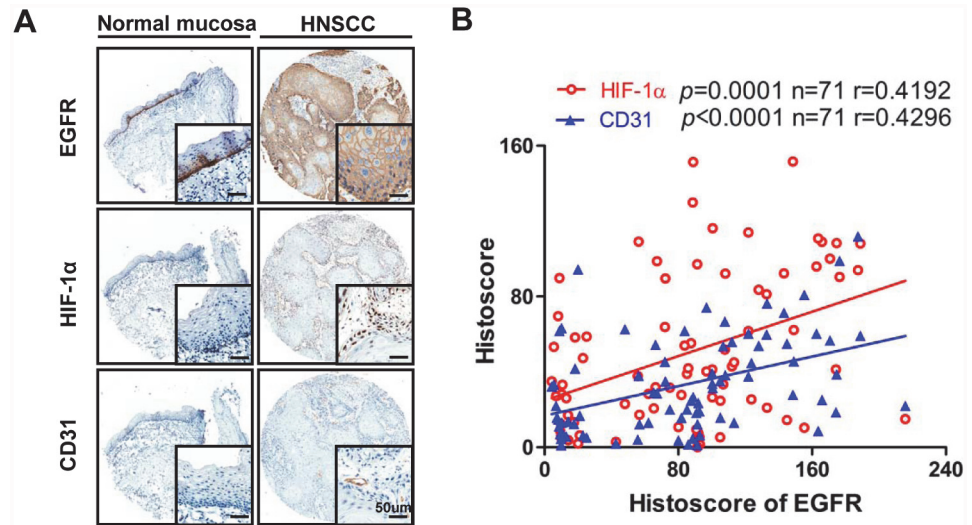 A
Normal mucosa
HNSCC
EGFR
HIF-1α
CD31
50um
B
HIF-1α p=0.0001 n=71 r=0.4192
CD31 p<0.0001 n=71 r=0.4296
160
80
0
Histoscore
0
80
160
240
Histoscore of EGFR